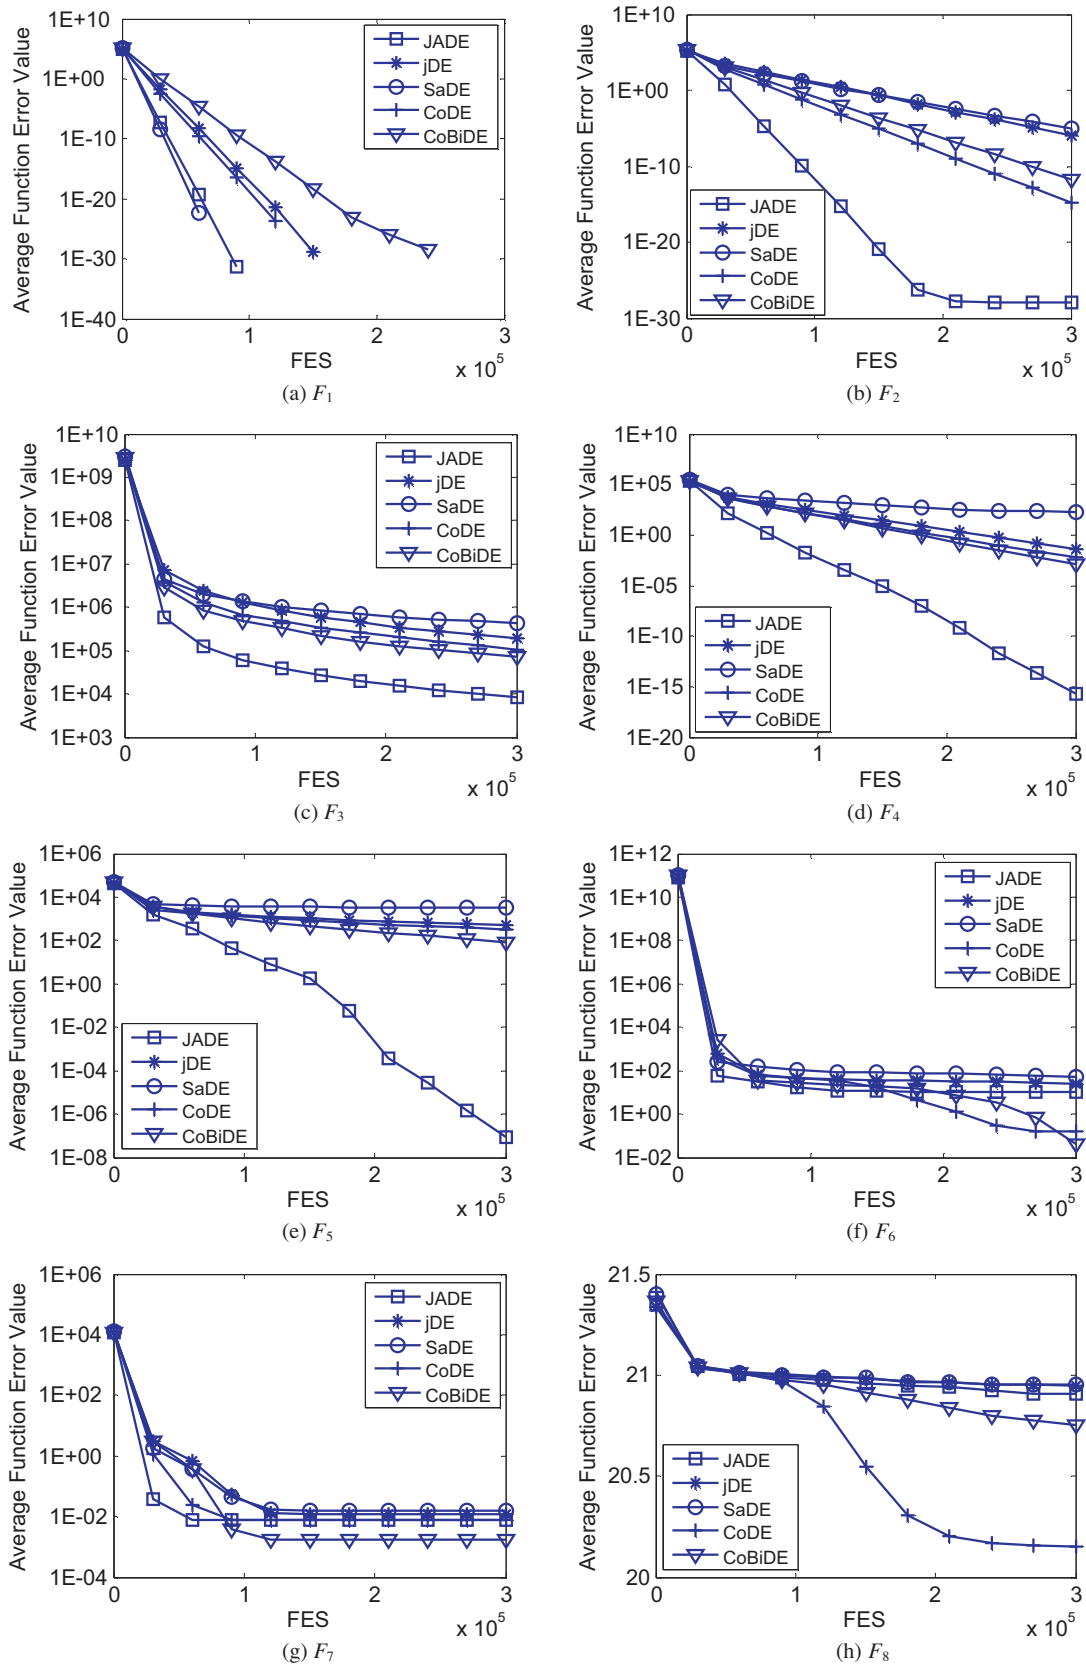 1E+10
1E+00
1E-10
1E-20
1E-30
1E-40
Average Function Error Value
0
1
2
3
FES
x 10^5
JADE
jDE
SaDE
CoDE
CoBiDE
(a) F1
1E+10
1E+00
1E-10
1E-20
1E-30
Average Function Error Value
0
1
2
3
FES
x 10^5
JADE
jDE
SaDE
CoDE
CoBiDE
(b) F2
1E+10
1E+09
1E+08
1E+07
1E+06
1E+05
1E+04
1E+03
Average Function Error Value
0
1
2
3
FES
x 10^5
JADE
jDE
SaDE
CoDE
CoBiDE
(c) F3
1E+10
1E+05
1E+00
1E-05
1E-10
1E-15
1E-20
Average Function Error Value
0
1
2
3
FES
x 10^5
JADE
jDE
SaDE
CoDE
CoBiDE
(d) F4
1E+06
1E+04
1E+02
1E+00
1E-02
1E-04
1E-06
1E-08
Average Function Error Value
0
1
2
3
FES
x 10^5
JADE
jDE
SaDE
CoDE
CoBiDE
(e) F5
1E+12
1E+10
1E+08
1E+06
1E+04
1E+02
1E+00
1E-02
Average Function Error Value
0
1
2
3
FES
x 10^5
JADE
jDE
SaDE
CoDE
CoBiDE
(f) F6
1E+06
1E+04
1E+02
1E+00
1E-02
1E-04
Average Function Error Value
0
1
2
3
FES
x 10^5
JADE
jDE
SaDE
CoDE
CoBiDE
(g) F7
21.5
21
20.5
20
Average Function Error Value
0
1
2
3
FES
x 10^5
JADE
jDE
SaDE
CoDE
CoBiDE
(h) F8